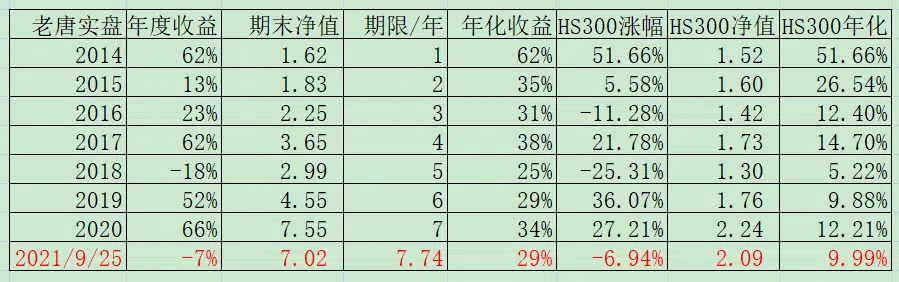 老唐实盘 年度收益 期末净值 期限/年 年化收益 HS300涨幅 HS300净值 HS300年化
2014 62% 1.62 1 62% 51.66% 1.52 51.66%
2015 13% 1.83 2 35% 5.58% 1.60 26.54%
2016 23% 2.25 3 31% -11.28% 1.42 12.40%
2017 62% 3.65 4 38% 21.78% 1.73 14.70%
2018 -18% 2.99 5 25% -25.31% 1.30 5.22%
2019 52% 4.55 6 29% 36.07% 1.76 9.88%
2020 66% 7.55 7 34% 27.21% 2.24 12.21%
2021/9/25 -7% 7.02 7.74 29% -6.94% 2.09 9.99%